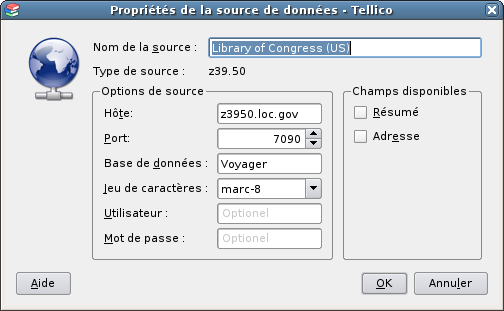 Propriétés de la source de données - Tellico
Nom de la source : Library of Congress (US)
Type de source : z39.50
Options de source
Hôte: z3950.loc.gov
Port: 7090
Base de données : Voyager
Jeu de caractères : marc-8
Utilisateur : Optionel
Mot de passe : Optionel
Champs disponibles
Résumé
Adresse
Aide
OK
Annuler